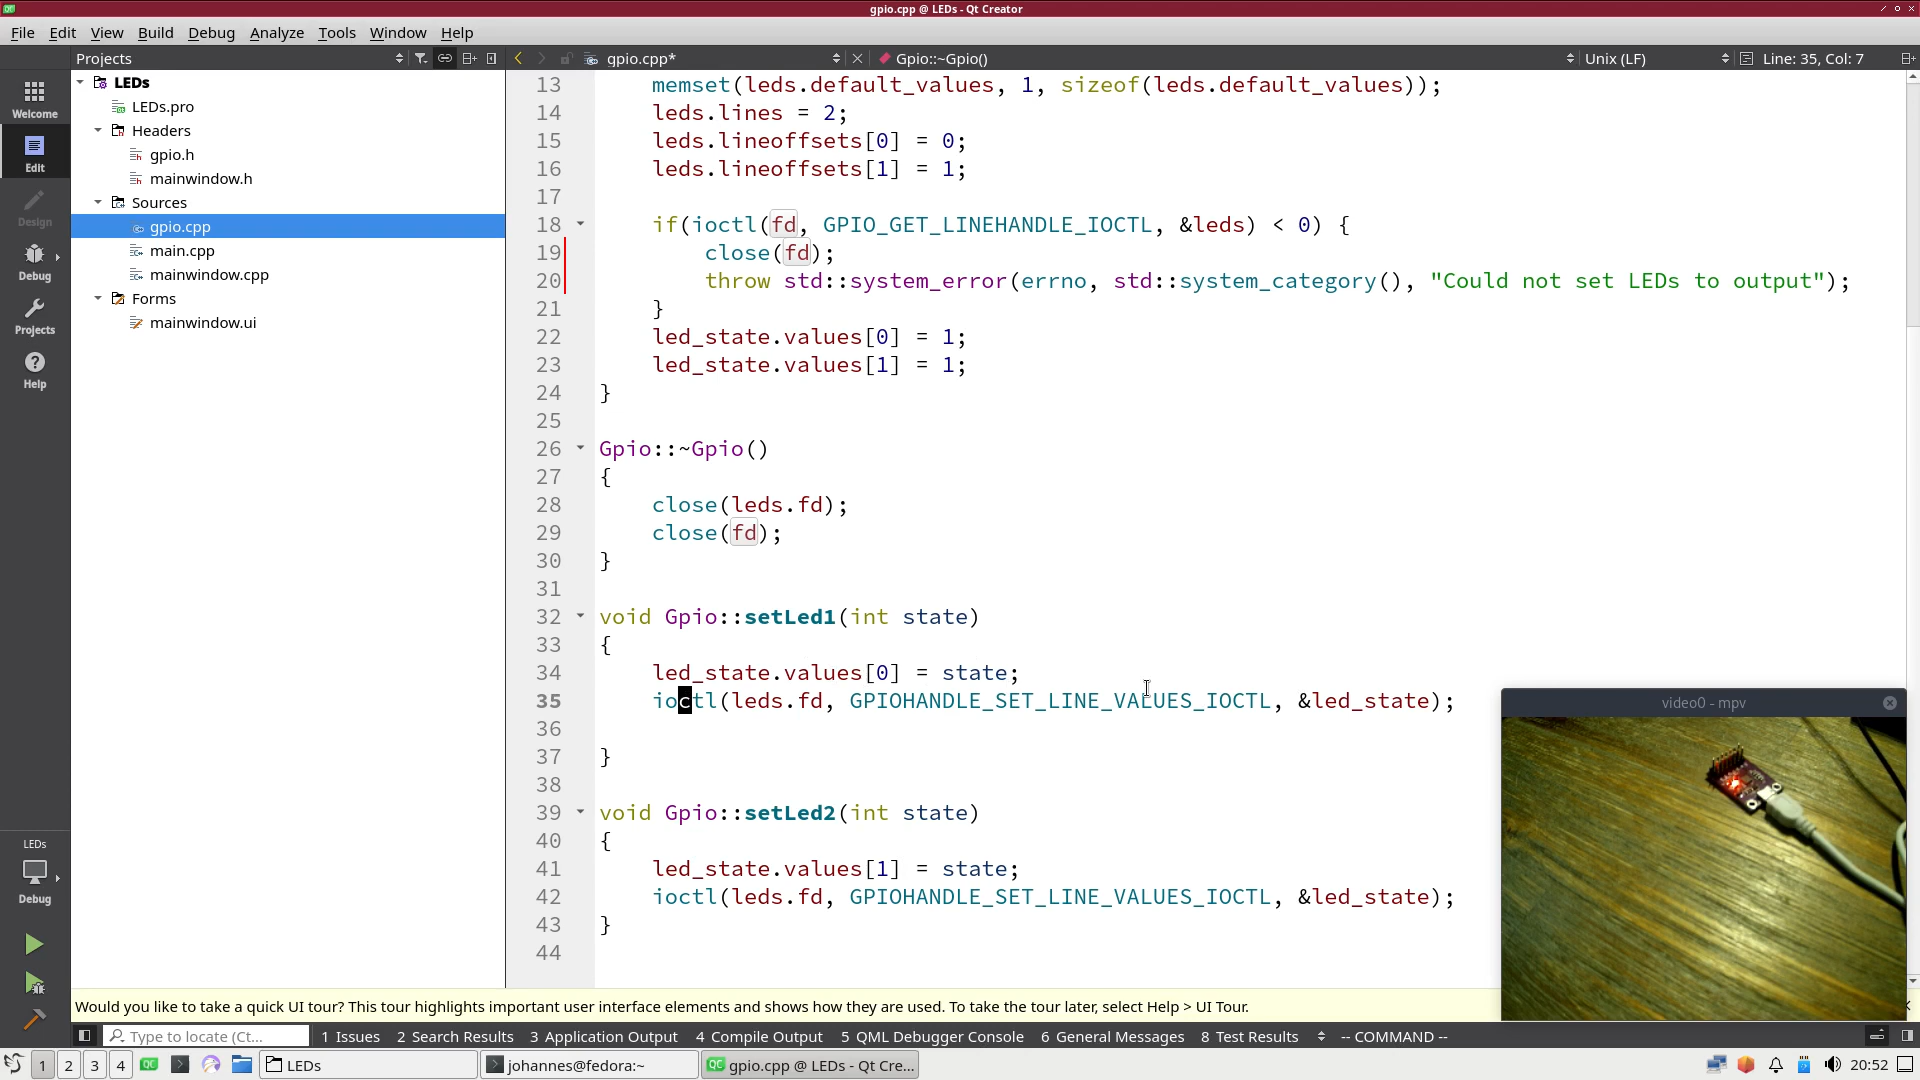 gpio.cpp @ LEDs - Qt Creator
File Edit View Build Debug Analyze Tools Window Help
Projects
gpio.cpp*
Gpio::~Gpio()
Unix (LF)
Line: 35, Col: 7
Welcome
Edit
Design
Debug
Projects
Help
LEDs
Debug
LEDs
LEDs.pro
Headers
gpio.h
mainwindow.h
Sources
gpio.cpp
main.cpp
mainwindow.cpp
Forms
mainwindow.ui
13 memset(leds.default_values, 1, sizeof(leds.default_values));
14 leds.lines = 2;
15 leds.lineoffsets[0] = 0;
16 leds.lineoffsets[1] = 1;
17
18 if(ioctl(fd, GPIO_GET_LINEHANDLE_IOCTL, &leds) < 0) {
19 close(fd);
20 throw std::system_error(errno, std::system_category(), "Could not set LEDs to output");
21 }
22 led_state.values[0] = 1;
23 led_state.values[1] = 1;
24 }
25
26 Gpio::~Gpio()
27 {
28 close(leds.fd);
29 close(fd);
30 }
31
32 void Gpio::setLed1(int state)
33 {
34 led_state.values[0] = state;
35 ioctl(leds.fd, GPIOHANDLE_SET_LINE_VALUES_IOCTL, &led_state);
36
37 }
38
39 void Gpio::setLed2(int state)
40 {
41 led_state.values[1] = state;
42 ioctl(leds.fd, GPIOHANDLE_SET_LINE_VALUES_IOCTL, &led_state);
43 }
44
video0 - mpv
Would you like to take a quick UI tour? This tour highlights important user interface elements and shows how they are used. To take the tour later, select Help > UI Tour.
Type to locate (Ct...
1 Issues 2 Search Results 3 Application Output 4 Compile Output 5 QML Debugger Console 6 General Messages 8 Test Results -- COMMAND --
1 2 3 4 LEDs johannes@fedora:~ gpio.cpp @ LEDs - Qt Cre... 20:52